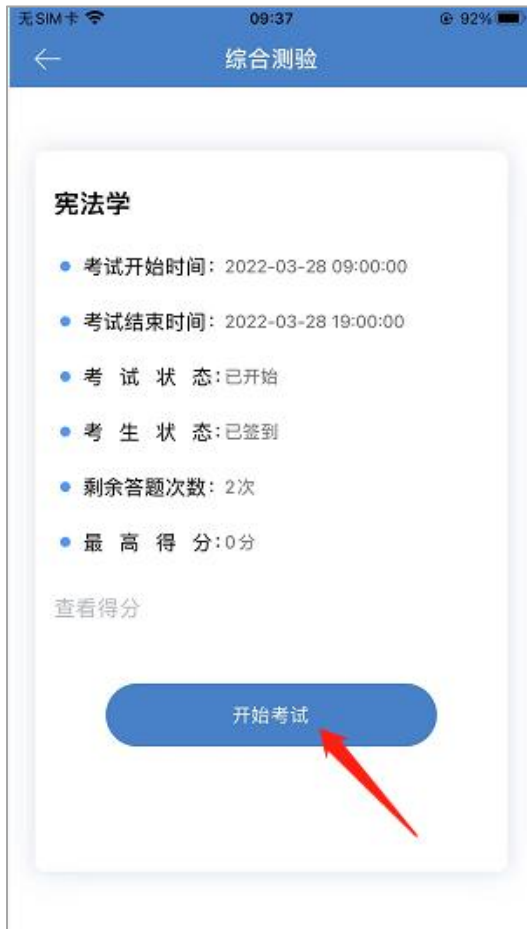 无SIM卡 09:37 92%
综合测验
宪法学
考试开始时间：2022-03-28 09:00:00
考试结束时间：2022-03-28 19:00:00
考 试 状 态：已开始
考 生 状 态：已签到
剩余答题次数：2次
最 高 得 分：0分
查看得分
开始考试